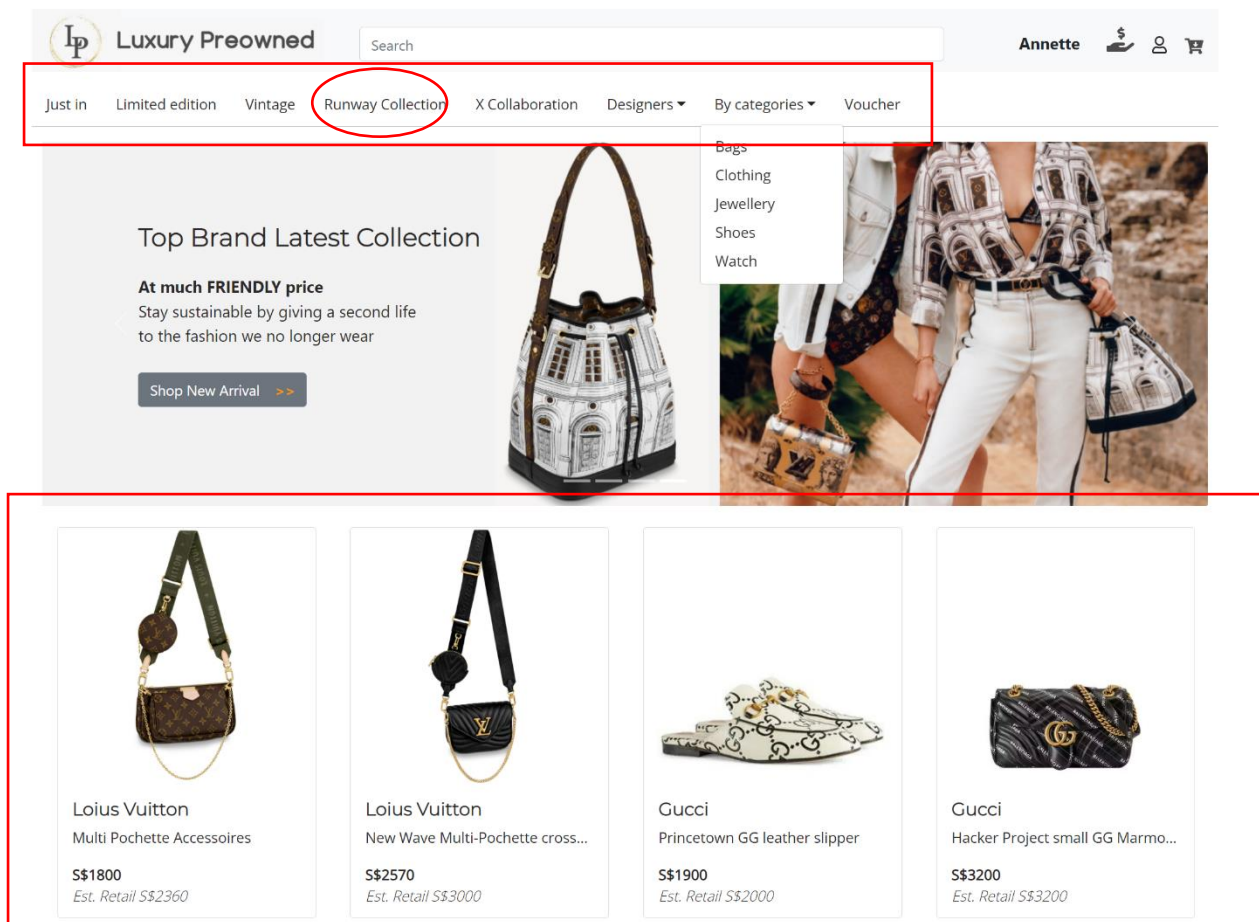 LP Luxury Preowned
Search
Annette
Just in Limited edition Vintage Runway Collection X Collaboration Designers By categories Voucher
Bags
Clothing
Jewellery
Shoes
Watch
Top Brand Latest Collection
At much FRIENDLY price
Stay sustainable by giving a second life
to the fashion we no longer wear
Shop New Arrival >>
Loius Vuitton
Multi Pochette Accessoires
S$1800
Est. Retail S$2360
Loius Vuitton
New Wave Multi-Pochette cross...
S$2570
Est. Retail S$3000
Gucci
Princetown GG leather slipper
S$1900
Est. Retail S$2000
Gucci
Hacker Project small GG Marmo...
S$3200
Est. Retail S$3200